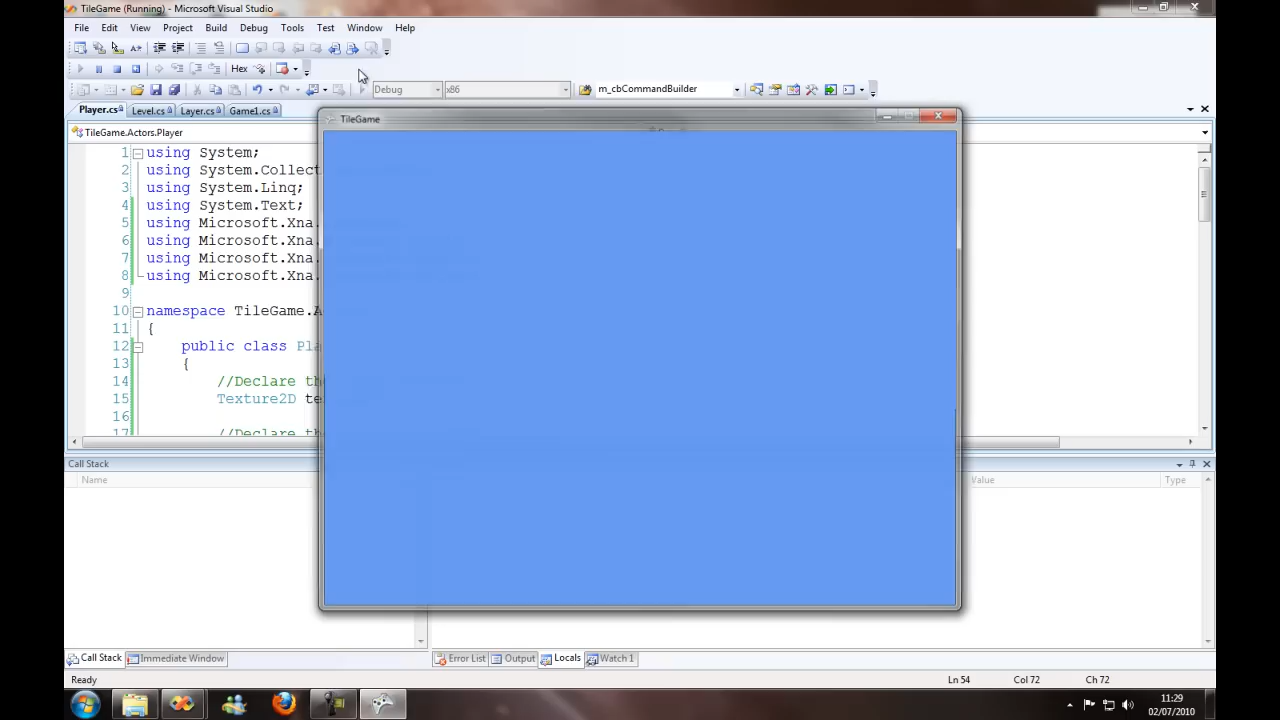 TileGame (Running) - Microsoft Visual Studio
File Edit View Project Build Debug Tools Test Window Help
Hex
Debug x86 m_cbCommandBuilder
Player.cs Level.cs Layer.cs Game1.cs
TileGame
TileGame.Actors.Player
1 using System;
2 using System.Collect
3 using System.Linq;
4 using System.Text;
5 using Microsoft.Xna.
6 using Microsoft.Xna.
7 using Microsoft.Xna.
8 using Microsoft.Xna.
9
10 namespace TileGame.A
11 {
12 public class Pla
13 {
14 //Declare th
15 Texture2D te
16
17 //Declare th
Call Stack
Name Value Type
Call Stack Immediate Window Error List Output Locals Watch 1
Ready Ln 54 Col 72 Ch 72
11:29
02/07/2010